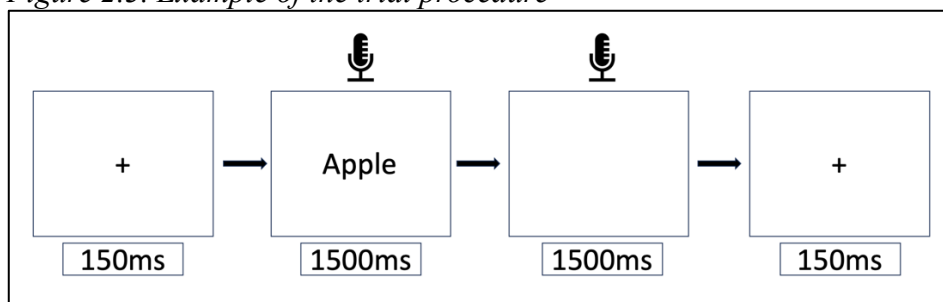 Figure 2.3. Example of the trial procedure
+
Apple
+
150ms
1500ms
1500ms
150ms